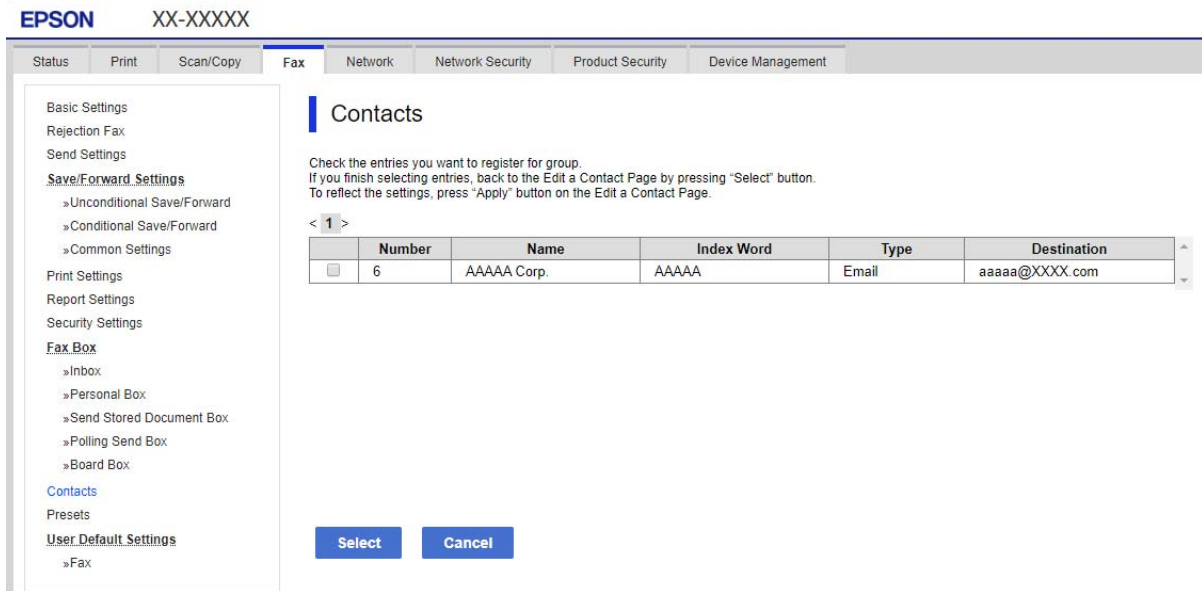 EPSON XX-XXXXX
Status Print Scan/Copy Fax Network Network Security Product Security Device Management
Basic Settings
Rejection Fax
Send Settings
Save/Forward Settings
»Unconditional Save/Forward
»Conditional Save/Forward
»Common Settings
Print Settings
Report Settings
Security Settings
Fax Box
»Inbox
»Personal Box
»Send Stored Document Box
»Polling Send Box
»Board Box
Contacts
Presets
User Default Settings
»Fax
Contacts
Check the entries you want to register for group.
If you finish selecting entries, back to the Edit a Contact Page by pressing “Select” button.
To reflect the settings, press “Apply” button on the Edit a Contact Page.
< 1 >
Number Name Index Word Type Destination
6 AAAAA Corp. AAAAA Email aaaaa@XXXX.com
Select Cancel